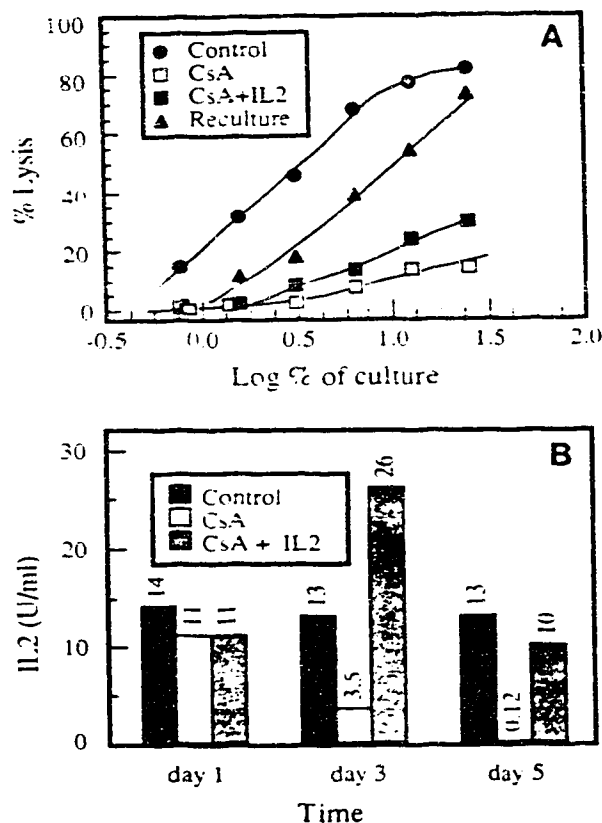 A
100
80
60
40
20
0
% Lysis
Control
CsA
CsA+IL2
Reculture
-0.5
0.0
0.5
1.0
1.5
2.0
Log % of culture
B
30
20
10
0
IL2 (U/ml)
Control
CsA
CsA + IL2
14
11
11
13
3.5
26
13
0.12
10
day 1
day 3
day 5
Time